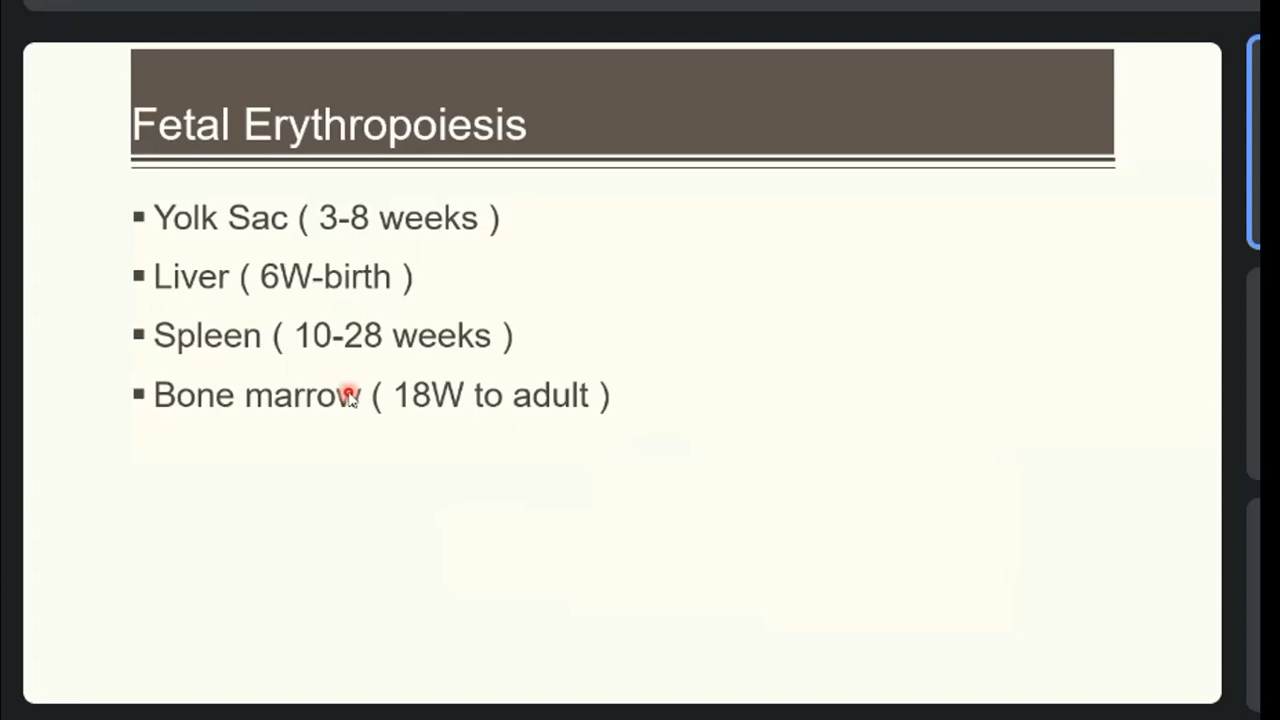 Fetal Erythropoiesis
▪ Yolk Sac ( 3-8 weeks )
▪ Liver ( 6W-birth )
▪ Spleen ( 10-28 weeks )
▪ Bone marrow ( 18W to adult )